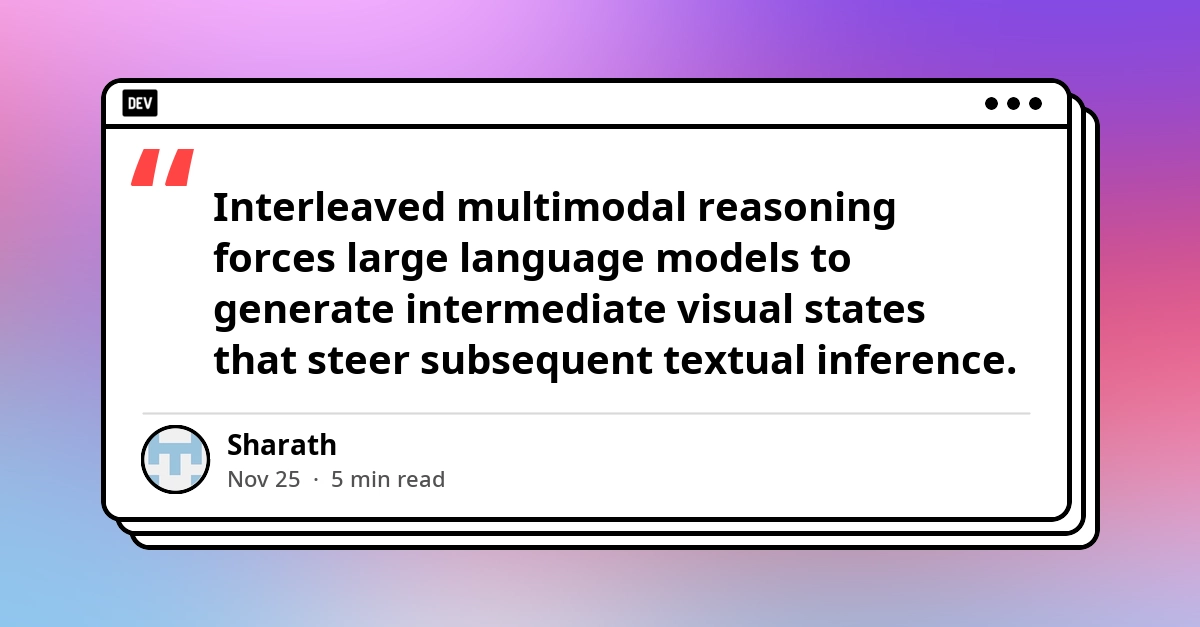 DEV
“
Interleaved multimodal reasoning
forces large language models to
generate intermediate visual states
that steer subsequent textual inference.
Sharath
Nov 25 · 5 min read